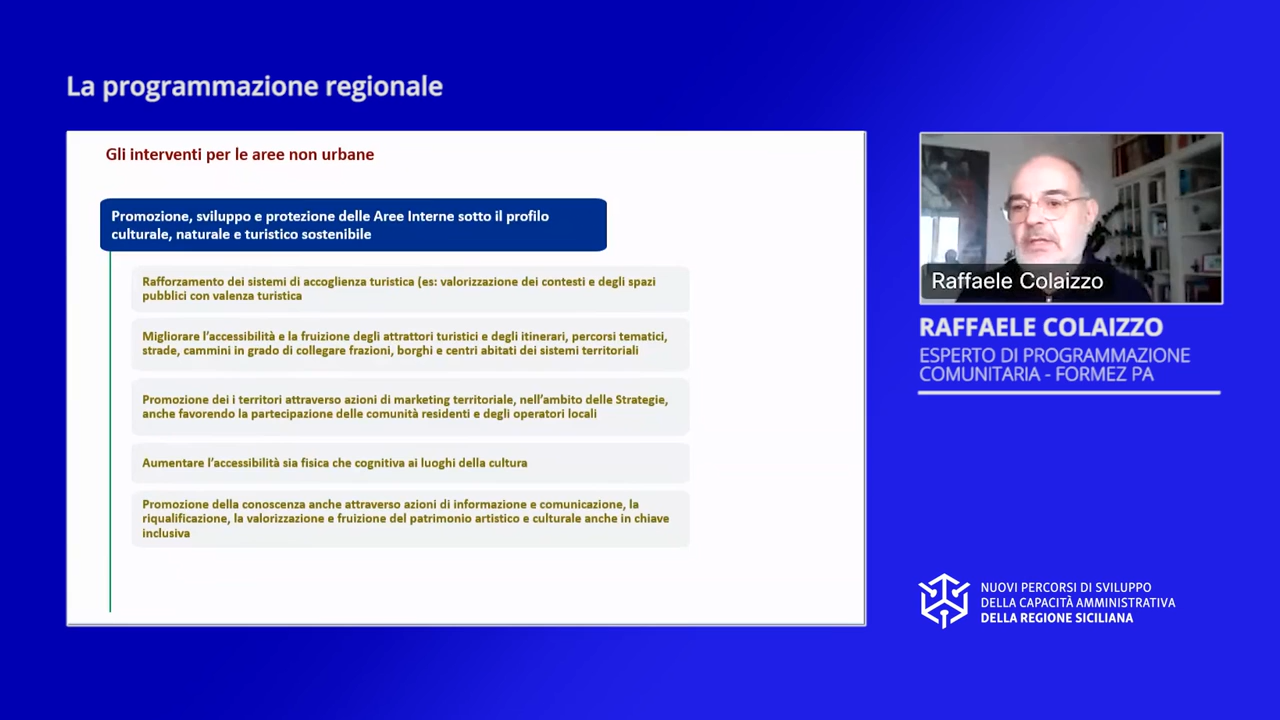 La programmazione regionale
Gli interventi per le aree non urbane
Promozione, sviluppo e protezione delle Aree Interne sotto il profilo
culturale, naturale e turistico sostenibile
Rafforzamento dei sistemi di accoglienza turistica (es: valorizzazione dei contesti e degli spazi
pubblici con valenza turistica
Migliorare l’accessibilità e la fruizione degli attrattori turistici e degli itinerari, percorsi tematici,
strade, cammini in grado di collegare frazioni, borghi e centri abitati dei sistemi territoriali
Promozione dei i territori attraverso azioni di marketing territoriale, nell’ambito delle Strategie,
anche favorendo la partecipazione delle comunità residenti e degli operatori locali
Aumentare l’accessibilità sia fisica che cognitiva ai luoghi della cultura
Promozione della conoscenza anche attraverso azioni di informazione e comunicazione, la
riqualificazione, la valorizzazione e fruizione del patrimonio artistico e culturale anche in chiave
inclusiva
Raffaele Colaizzo
RAFFAELE COLAIZZO
ESPERTO DI PROGRAMMAZIONE
COMUNITARIA - FORMEZ PA
NUOVI PERCORSI DI SVILUPPO
DELLA CAPACITÀ AMMINISTRATIVA
DELLA REGIONE SICILIANA